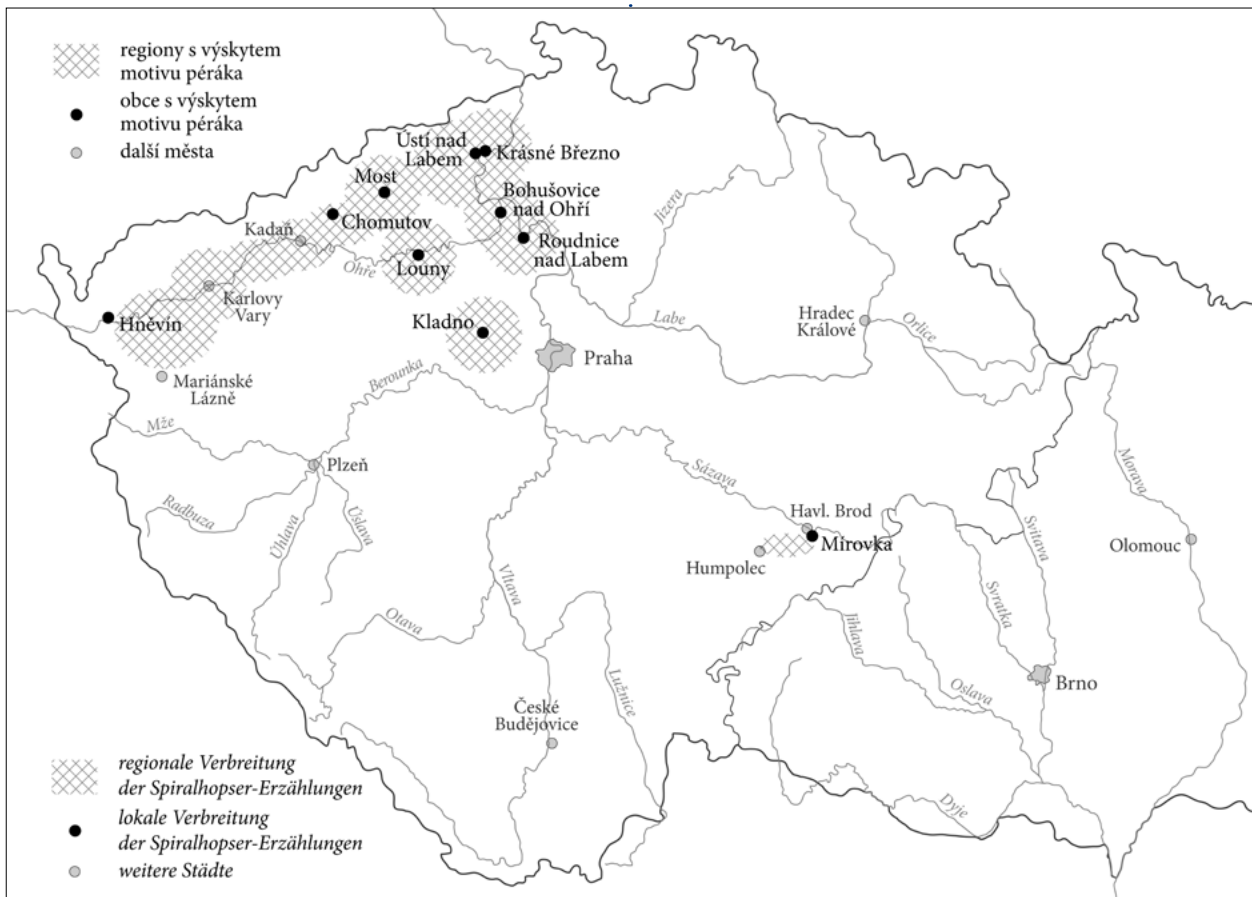 regiony s výskytem
motivu péráka
obce s výskytem
motivu péráka
další města
Ústí nad
Labem
Krásné Březno
Most
Bohušovice
nad Ohří
Chomutov
Kadaň
Roudnice
nad Labem
Louny
Ohře
Jizera
Karlovy
Vary
Hněvín
Kladno
Labe
Hradec
Králové
Orlice
Praha
Mariánské
Lázně
Berounka
Mže
Plzeň
Sázava
Morava
Radbuza
Úhlava
Úslava
Havl. Brod
Mírovka
Humpolec
Svitava
Olomouc
Vltava
Otava
Svratka
Jihlava
Oslava
Brno
Lužnice
České
Budějovice
Dyje
regionale Verbreitung
der Spiralhopser-Erzählungen
lokale Verbreitung
der Spiralhopser-Erzählungen
weitere Städte